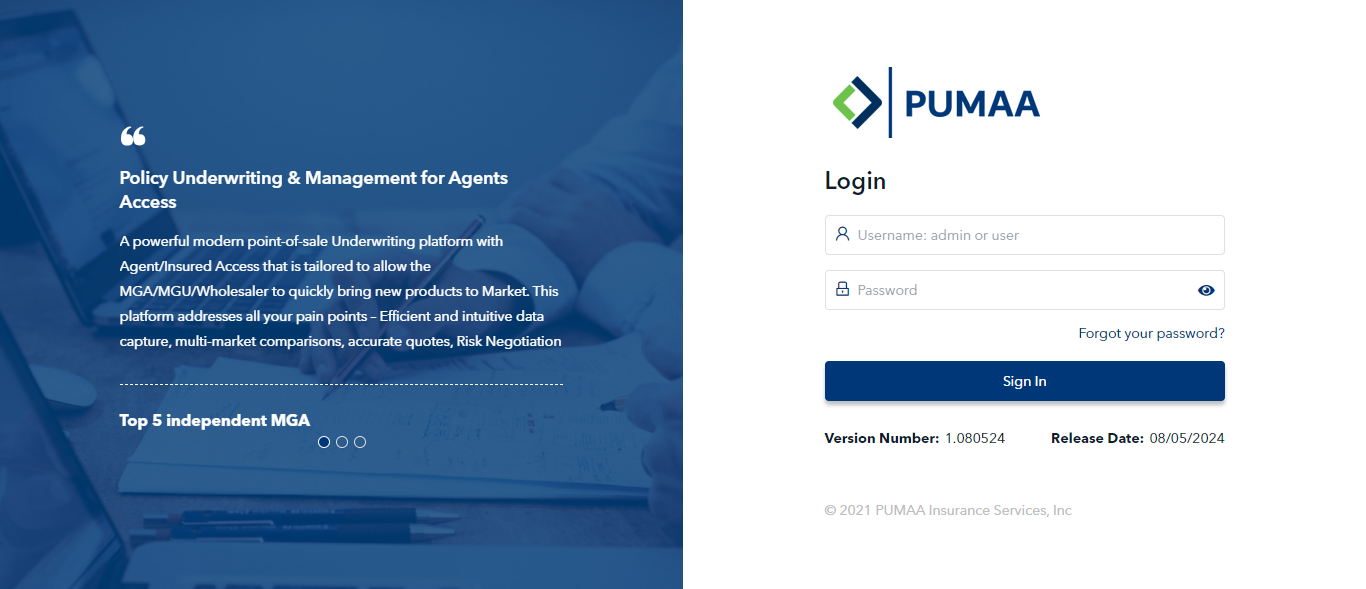 “
Policy Underwriting & Management for Agents
Access
A powerful modern point-of-sale Underwriting platform with
Agent/Insured Access that is tailored to allow the
MGA/MGU/Wholesaler to quickly bring new products to Market. This
platform addresses all your pain points – Efficient and intuitive data
capture, multi-market comparisons, accurate quotes, Risk Negotiation
Top 5 independent MGA
PUMAA
Login
Username: admin or user
Password
Forgot your password?
Sign In
Version Number: 1.080524 Release Date: 08/05/2024
© 2021 PUMAA Insurance Services, Inc